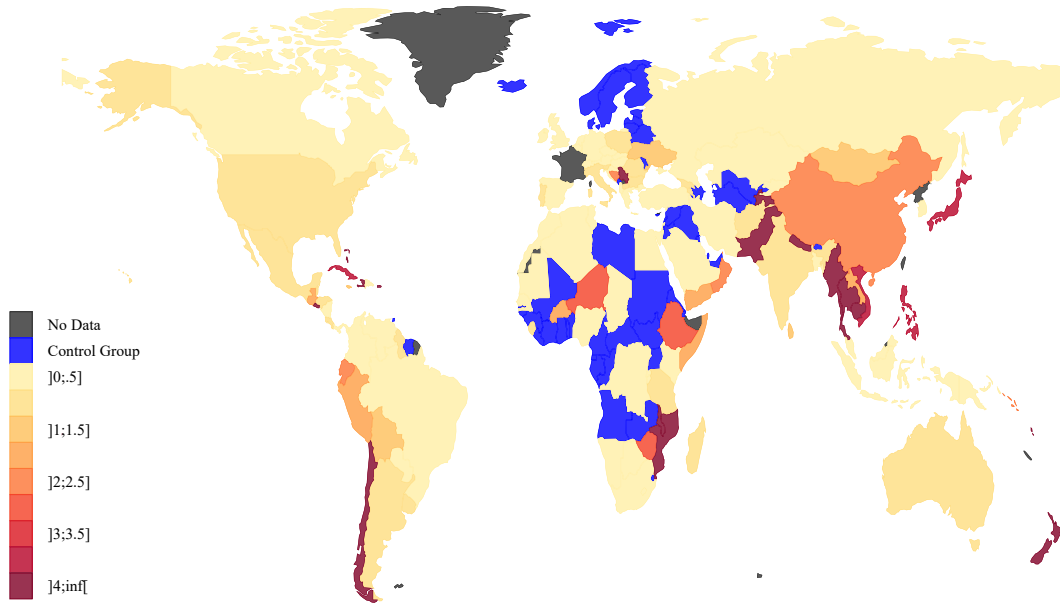 No Data
Control Group
]0;.5]
]1;1.5]
]2;2.5]
]3;3.5]
]4;inf[